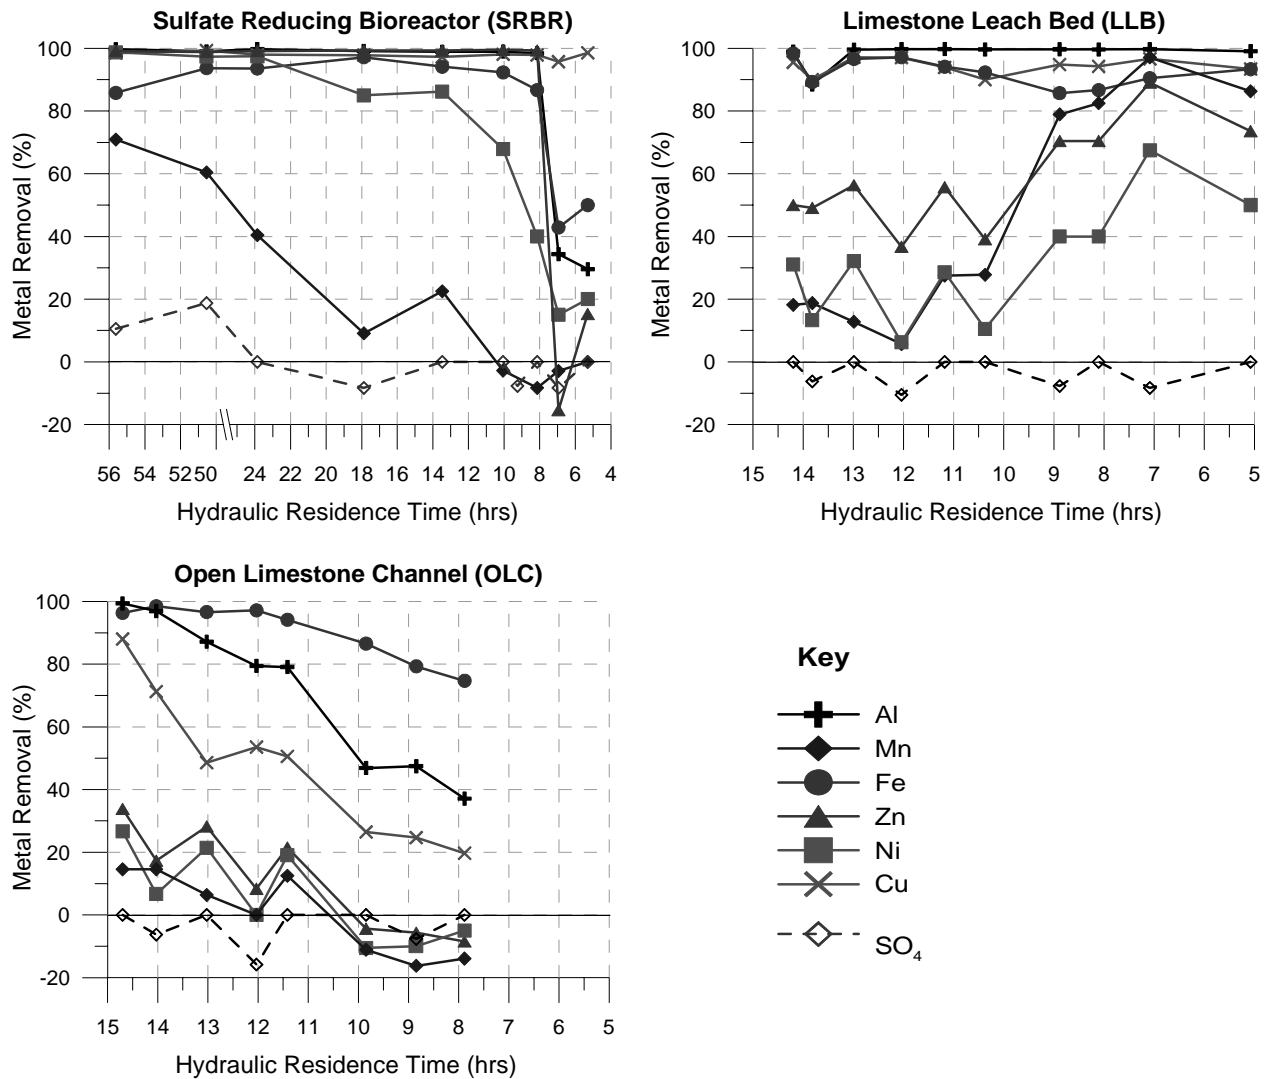 Sulfate Reducing Bioreactor (SRBR)
100
80
60
40
20
0
-20
Metal Removal (%)
56 54 52 50 24 22 20 18 16 14 12 10 8 6 4
Hydraulic Residence Time (hrs)
Limestone Leach Bed (LLB)
100
80
60
40
20
0
-20
Metal Removal (%)
15 14 13 12 11 10 9 8 7 6 5
Hydraulic Residence Time (hrs)
Open Limestone Channel (OLC)
100
80
60
40
20
0
-20
Metal Removal (%)
15 14 13 12 11 10 9 8 7 6 5
Hydraulic Residence Time (hrs)
Key
Al
Mn
Fe
Zn
Ni
Cu
SO4